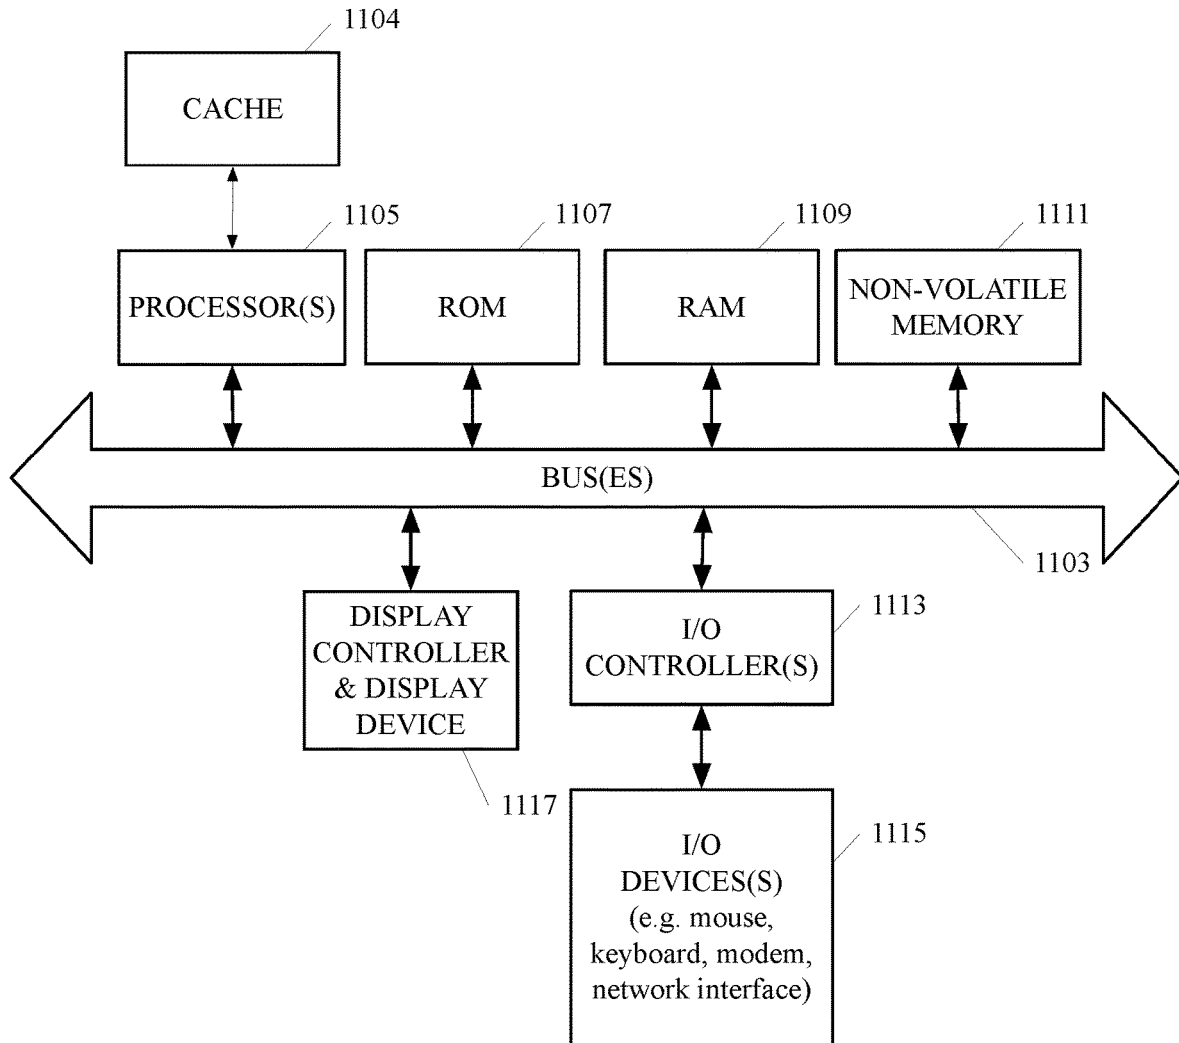 1104
CACHE
1105
1107
1109
1111
PROCESSOR(S)
ROM
RAM
NON-VOLATILE
MEMORY
BUS(ES)
1103
DISPLAY
CONTROLLER
& DISPLAY
DEVICE
1117
I/O
CONTROLLER(S)
1113
I/O
DEVICES(S)
(e.g. mouse,
keyboard, modem,
network interface)
1115